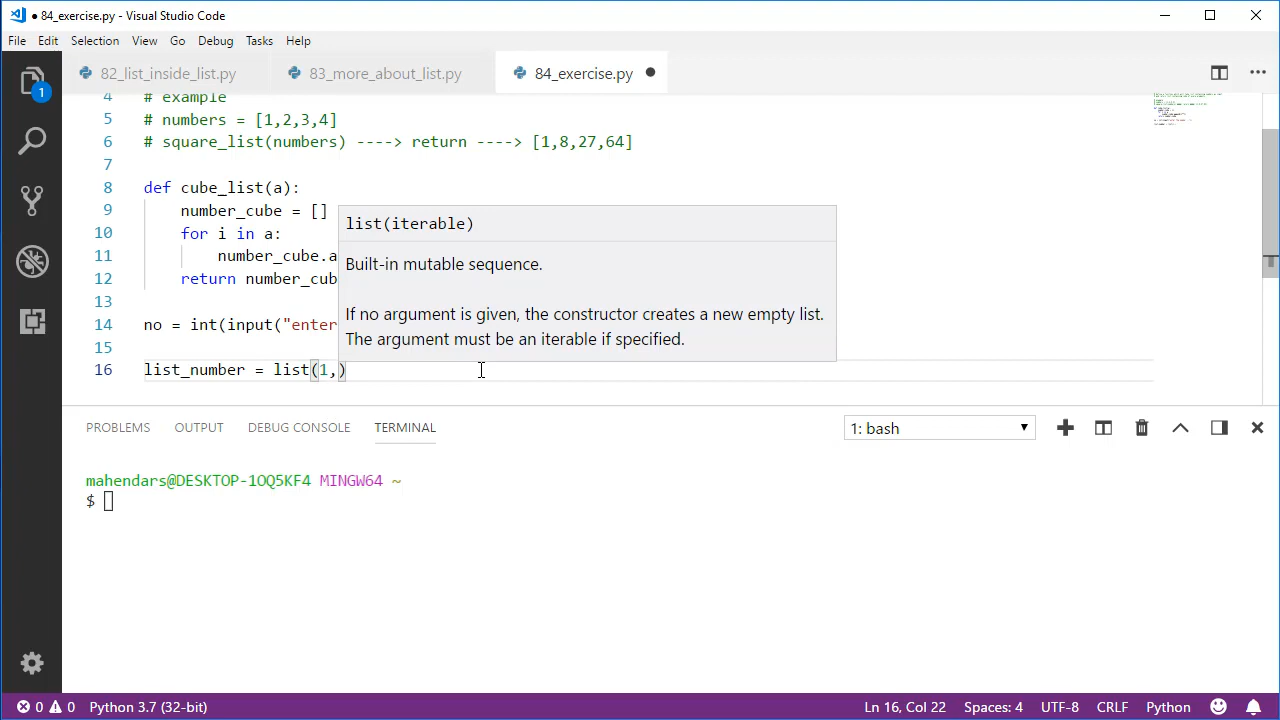 ● 84_exercise.py - Visual Studio Code
File Edit Selection View Go Debug Tasks Help
82_list_inside_list.py 83_more_about_list.py 84_exercise.py ●
1
4 # example
5 # numbers = [1,2,3,4]
6 # square_list(numbers) ----> return ----> [1,8,27,64]
7
8 def cube_list(a):
9 number_cube = []
10 for i in a:
11 number_cube.a
12 return number_cub
13
14 no = int(input("enter
15
16 list_number = list(1,)
list(iterable)
Built-in mutable sequence.
If no argument is given, the constructor creates a new empty list.
The argument must be an iterable if specified.
PROBLEMS OUTPUT DEBUG CONSOLE TERMINAL 1: bash
mahendars@DESKTOP-1OQ5KF4 MINGW64 ~
$
0 0 Python 3.7 (32-bit) Ln 16, Col 22 Spaces: 4 UTF-8 CRLF Python